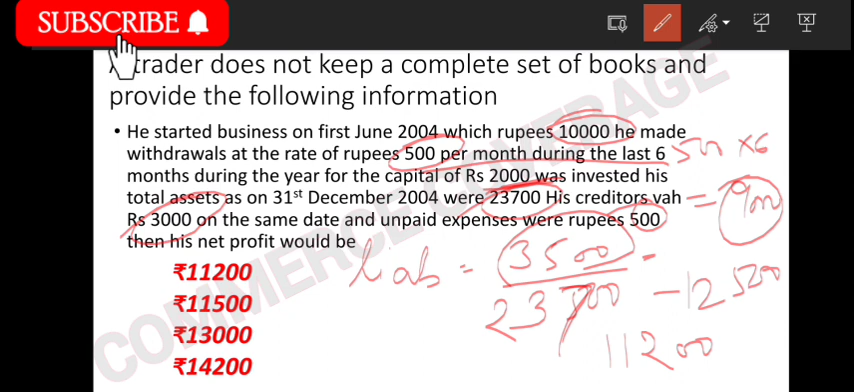 SUBSCRIBE
trader does not keep a complete set of books and
provide the following information
• He started business on first June 2004 which rupees 10000 he made
withdrawals at the rate of rupees 500 per month during the last 6
months during the year for the capital of Rs 2000 was invested his
total assets as on 31st December 2004 were 23700 His creditors vah
Rs 3000 on the same date and unpaid expenses were rupees 500
then his net profit would be
₹11200
₹11500
₹13000
₹14200
500 × 6
=
= 3500
23700 - 12500
11200
COMMERCE COVERAGE